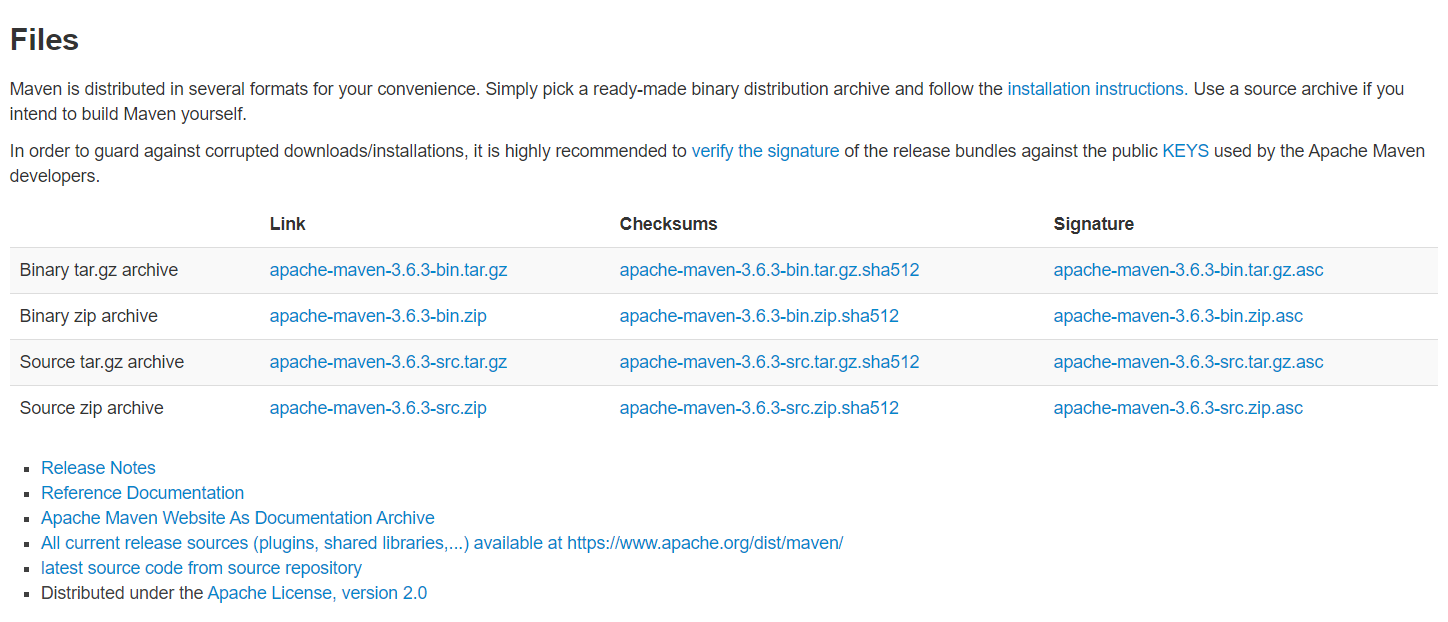 Files
Maven is distributed in several formats for your convenience. Simply pick a ready-made binary distribution archive and follow the installation instructions. Use a source archive if you
intend to build Maven yourself.
In order to guard against corrupted downloads/installations, it is highly recommended to verify the signature of the release bundles against the public KEYS used by the Apache Maven
developers.
Link Checksums Signature
Binary tar.gz archive apache-maven-3.6.3-bin.tar.gz apache-maven-3.6.3-bin.tar.gz.sha512 apache-maven-3.6.3-bin.tar.gz.asc
Binary zip archive apache-maven-3.6.3-bin.zip apache-maven-3.6.3-bin.zip.sha512 apache-maven-3.6.3-bin.zip.asc
Source tar.gz archive apache-maven-3.6.3-src.tar.gz apache-maven-3.6.3-src.tar.gz.sha512 apache-maven-3.6.3-src.tar.gz.asc
Source zip archive apache-maven-3.6.3-src.zip apache-maven-3.6.3-src.zip.sha512 apache-maven-3.6.3-src.zip.asc
Release Notes
Reference Documentation
Apache Maven Website As Documentation Archive
All current release sources (plugins, shared libraries,...) available at https://www.apache.org/dist/maven/
latest source code from source repository
Distributed under the Apache License, version 2.0